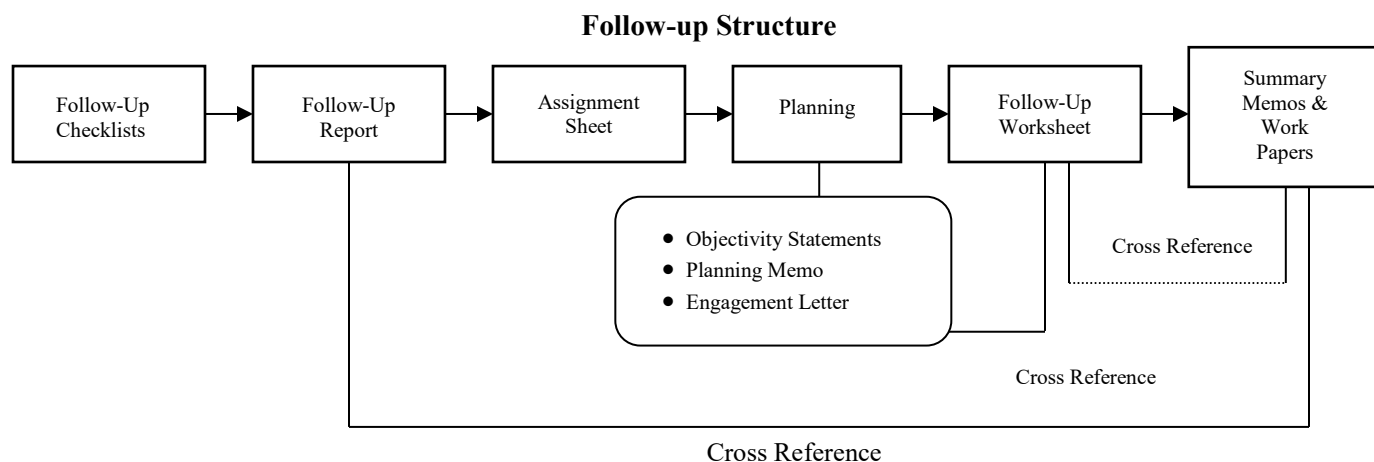 Follow-up Structure
Follow-Up
Checklists
Follow-Up
Report
Assignment
Sheet
Planning
Follow-Up
Worksheet
Summary
Memos &
Work
Papers
● Objectivity Statements
● Planning Memo
● Engagement Letter
Cross Reference
Cross Reference
Cross Reference